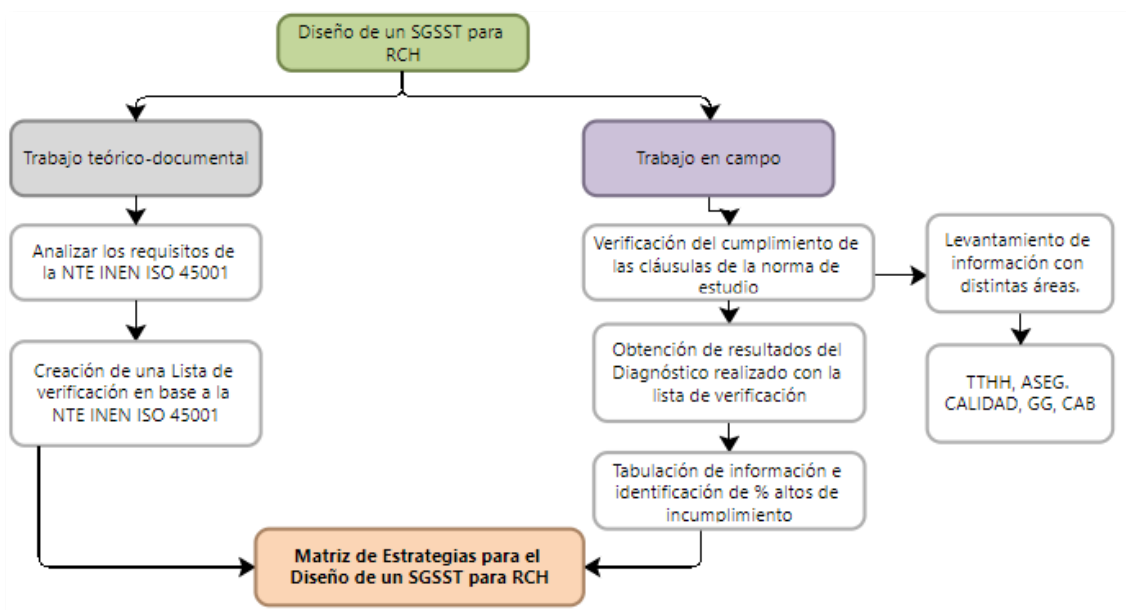 Diseño de un SGSST para
RCH
Trabajo teórico-documental
Trabajo en campo
Analizar los requisitos de
la NTE INEN ISO 45001
Verificación del cumplimiento de
las cláusulas de la norma de
estudio
Levantamiento de
información con
distintas áreas.
Creación de una Lista de
verificación en base a la
NTE INEN ISO 45001
Obtención de resultados del
Diagnóstico realizado con la
lista de verificación
TTHH, ASEG.
CALIDAD, GG, CAB
Tabulación de información e
identificación de % altos de
incumplimiento
Matriz de Estrategias para el
Diseño de un SGSST para RCH